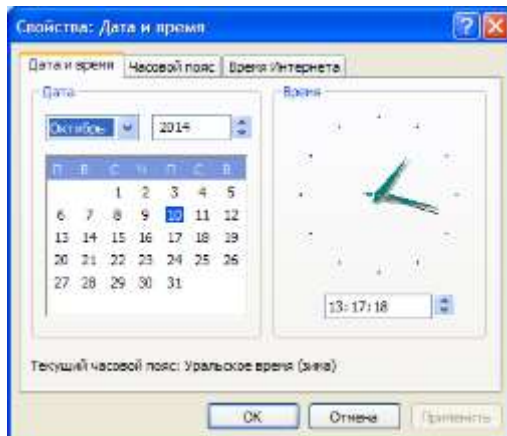 Свойства: Дата и время
Дата и время Часовой пояс Время Интернета
Дата
Время
Октябрь 2014
П В С Ч П С В
1 2 3 4 5
6 7 8 9 10 11 12
13 14 15 16 17 18 19
20 21 22 23 24 25 26
27 28 29 30 31
13:17:18
Текущий часовой пояс: Уральское время (зима)
ОК Отмена Применить